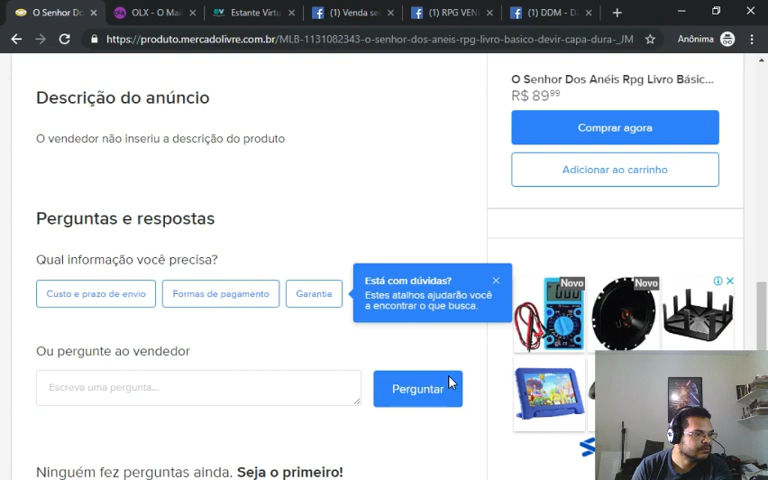 O Senhor Do
OLX - O Ma
Estante Virtu
(1) Venda se
(1) RPG VEN
(1) DDM - D
https://produto.mercadolivre.com.br/MLB-1131082343-o-senhor-dos-aneis-rpg-livro-basico-devir-capa-dura-_JM
Anônima
Descrição do anúncio
O vendedor não inseriu a descrição do produto
O Senhor Dos Anéis Rpg Livro Básic...
R$ 89⁹⁹
Comprar agora
Adicionar ao carrinho
Perguntas e respostas
Qual informação você precisa?
Custo e prazo de envio
Formas de pagamento
Garantia
Está com dúvidas?
Estes atalhos ajudarão você
a encontrar o que busca.
Novo
Novo
Ou pergunte ao vendedor
Escreva uma pergunta...
Perguntar
Ninguém fez perguntas ainda. Seja o primeiro!